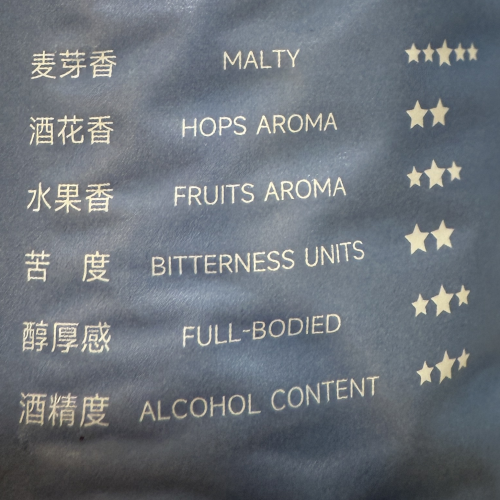 麦芽香 MALTY ★★★★★
酒花香 HOPS AROMA ★★
水果香 FRUITS AROMA ★★★
苦 度 BITTERNESS UNITS ★★
醇厚感 FULL-BODIED ★★★
酒精度 ALCOHOL CONTENT ★★★